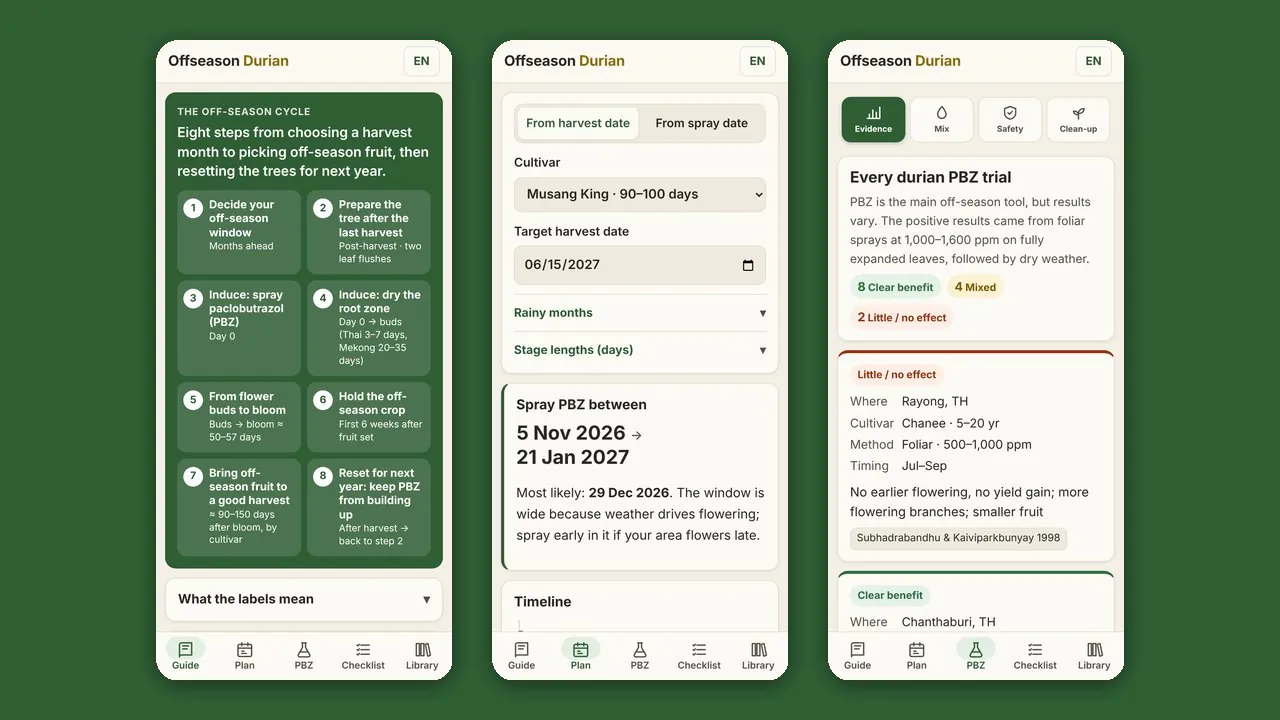 Offseason Durian
EN
THE OFF-SEASON CYCLE
Eight steps from choosing a harvest
month to picking off-season fruit, then
resetting the trees for next year.
1
Decide your
off-season
window
Months ahead
2
Prepare the
tree after the
last harvest
Post-harvest · two
leaf flushes
3
Induce: spray
paclobutrazol
(PBZ)
Day 0
4
Induce: dry the
root zone
Day 0 → buds
(Thai 3–7 days,
Mekong 20–35
days)
5
From flower
buds to bloom
Buds → bloom ≈
50–57 days
6
Hold the off-
season crop
First 6 weeks after
fruit set
7
Bring off-
season fruit to
a good harvest
≈ 90–150 days
after bloom, by
cultivar
8
Reset for next
year: keep PBZ
from building
up
After harvest →
back to step 2
What the labels mean
Guide Plan PBZ Checklist Library
Offseason Durian
EN
From harvest date From spray date
Cultivar
Musang King · 90–100 days
Target harvest date
06/15/2027
Rainy months
Stage lengths (days)
Spray PBZ between
5 Nov 2026 →
21 Jan 2027
Most likely: 29 Dec 2026. The window is
wide because weather drives flowering;
spray early in it if your area flowers late.
Timeline
Guide Plan PBZ Checklist Library
Offseason Durian
EN
Evidence Mix Safety Clean-up
Every durian PBZ trial
PBZ is the main off-season tool, but results
vary. The positive results came from foliar
sprays at 1,000–1,600 ppm on fully
expanded leaves, followed by dry weather.
8 Clear benefit 4 Mixed
2 Little / no effect
Little / no effect
Where Rayong, TH
Cultivar Chanee · 5–20 yr
Method Foliar · 500–1,000 ppm
Timing Jul–Sep
No earlier flowering, no yield gain; more
flowering branches; smaller fruit
Subhadrabandhu & Kaiviparkbunyay 1998
Clear benefit
Where Chanthaburi, TH
Guide Plan PBZ Checklist Library